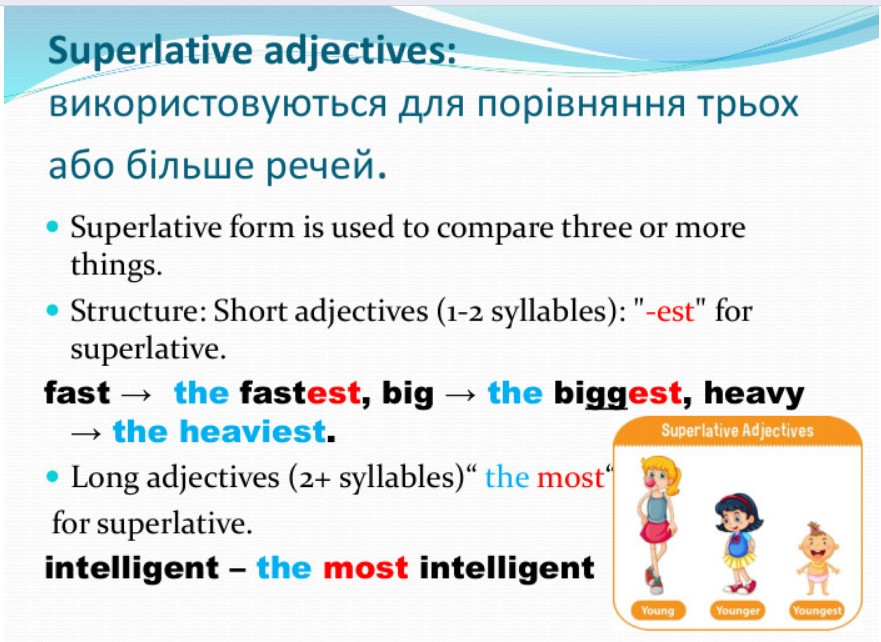 Superlative adjectives:
використовуються для порівняння трьох
або більше речей.
• Superlative form is used to compare three or more
things.
• Structure: Short adjectives (1-2 syllables): "-est" for
superlative.
fast → the fastest, big → the biggest, heavy
→ the heaviest.
• Long adjectives (2+ syllables)“ the most“
for superlative.
intelligent – the most intelligent
Superlative Adjectives
Young Younger Youngest